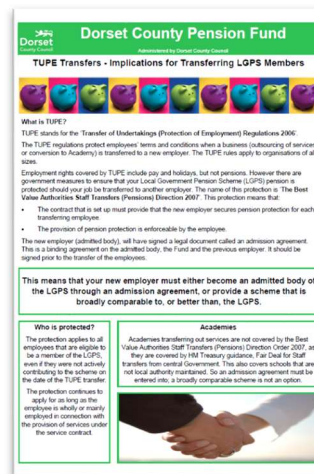 Dorset
County Council
Dorset County Pension Fund
Administered by Dorset County Council
TUPE Transfers - Implications for Transferring LGPS Members
What is TUPE?
TUPE stands for the 'Transfer of Undertakings (Protection of Employment) Regulations 2006'.
The TUPE regulations protect employees' terms and conditions when a business (outsourcing of services
or conversion to Academy) is transferred to a new employer. The TUPE rules apply to organisations of all
sizes.
Employment rights covered by TUPE include pay and holidays, but not pensions. However there are
government measures to ensure that your Local Government Pension Scheme (LGPS) pension is
protected should your job be transferred to another employer. The name of this protection is 'The Best
Value Authorities Staff Transfers (Pensions) Direction 2007'. This protection means that:
• The contract that is set up must provide that the new employer secures pension protection for each
transferring employee.
• The provision of pension protection is enforceable by the employee.
The new employer (admitted body), will have signed a legal document called an admission agreement.
This is a binding agreement on the admitted body, the Fund and the previous employer. It should be
signed prior to the transfer of the employees.
This means that your new employer must either become an admitted body of
the LGPS through an admission agreement, or provide a scheme that is
broadly comparable to, or better than, the LGPS.
Who is protected?
The protection applies to all
employees that are eligible to
be a member of the LGPS,
even if they were not actively
contributing to the scheme on
the date of the TUPE transfer.
The protection continues to
apply for as long as the
employee is wholly or mainly
employed in connection with
the provision of services under
the service contract.
Academies
Academies transferring out services are not covered by the Best
Value Authorities Staff Transfers (Pensions) Direction Order 2007, as
they are covered by HM Treasury guidance, Fair Deal for Staff
transfers from central Government. This also covers schools that are
not local authority maintained. So an admission agreement must be
entered into; a broadly comparable scheme is not an option.